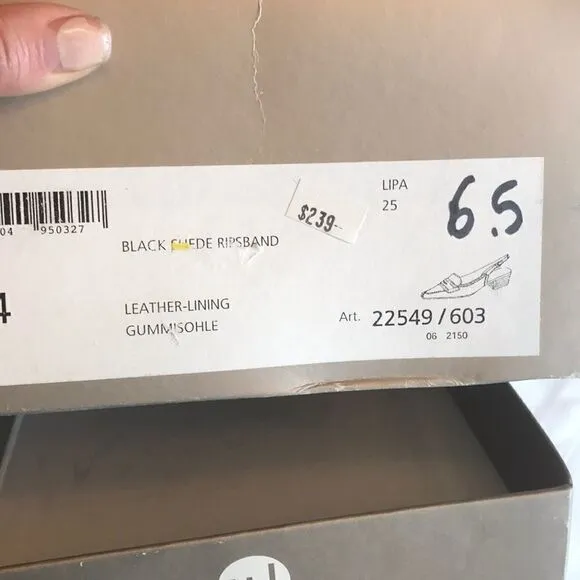 LIPA
25
6.5
$239-
04 950327
BLACK SUEDE RIPSBAND
4
LEATHER-LINING
GUMMISOHLE
Art. 22549/603
06 2150